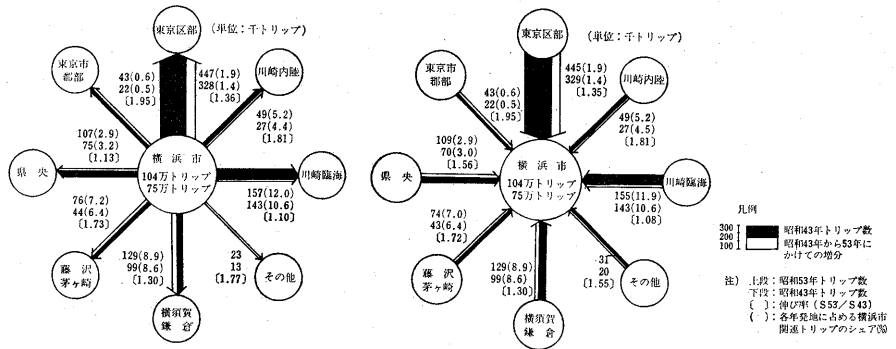 東京区部
(単位：千トリップ)
東京市
郡部
川崎内陸
43(0.6)
22(0.5)
〔1.95〕
447(1.9)
328(1.4)
〔1.36〕
49(5.2)
27(4.4)
〔1.81〕
107(2.9)
75(3.2)
〔1.13〕
横浜市
104万トリップ
75万トリップ
県央
川崎臨海
157(12.0)
143(10.6)
〔1.10〕
76(7.2)
44(6.4)
〔1.73〕
129(8.9)
99(8.6)
〔1.30〕
23
13
〔1.77〕
藤沢
茅ヶ崎
横須賀
鎌倉
その他
東京区部
(単位：千トリップ)
東京市
郡部
川崎内陸
43(0.6)
22(0.5)
〔1.95〕
445(1.9)
329(1.4)
〔1.35〕
49(5.2)
27(4.5)
〔1.81〕
109(2.9)
70(3.0)
〔1.56〕
横浜市
104万トリップ
75万トリップ
県央
川崎臨海
155(11.9)
143(10.6)
〔1.08〕
74(7.0)
43(6.4)
〔1.72〕
129(8.9)
99(8.6)
〔1.30〕
31
20
〔1.55〕
藤沢
茅ヶ崎
横須賀
鎌倉
その他
凡例
300
200
100
昭和43年トリップ数
昭和43年から53年に
かけての増分
注) 上段：昭和53年トリップ数
下段：昭和43年トリップ数
〔 〕：伸び率（S53／S43）
( )：各年発地に占める横浜市
関連トリップのシェア(%)